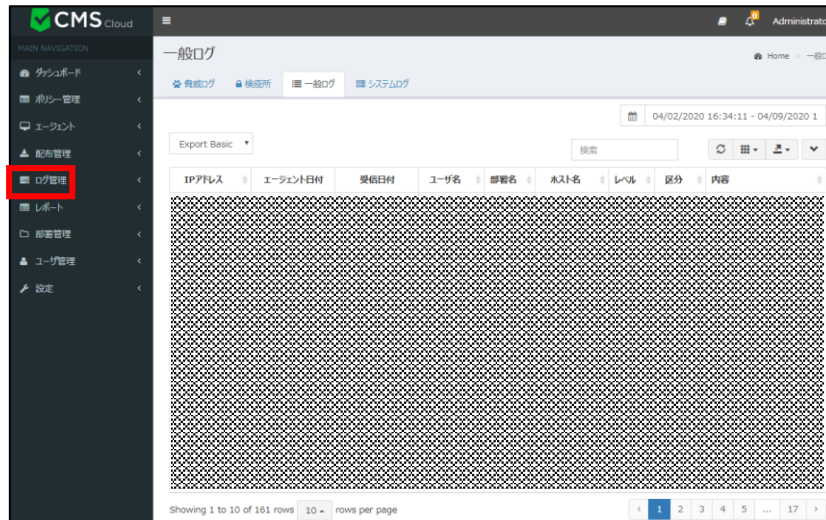 CMS Cloud
Administrato
6
MAIN NAVIGATION
ダッシュボード
ポリシー管理
エージェント
配布管理
ログ管理
レポート
部署管理
ユーザ管理
設定
一般ログ
Home > 一般ロ
脅威ログ 検疫所 一般ログ システムログ
04/02/2020 16:34:11 - 04/09/2020 1
Export Basic
検索
IPアドレス エージェント日付 受信日付 ユーザ名 部署名 ホスト名 レベル 区分 内容
Showing 1 to 10 of 161 rows 10 rows per page
‹ 1 2 3 4 5 ... 17 ›